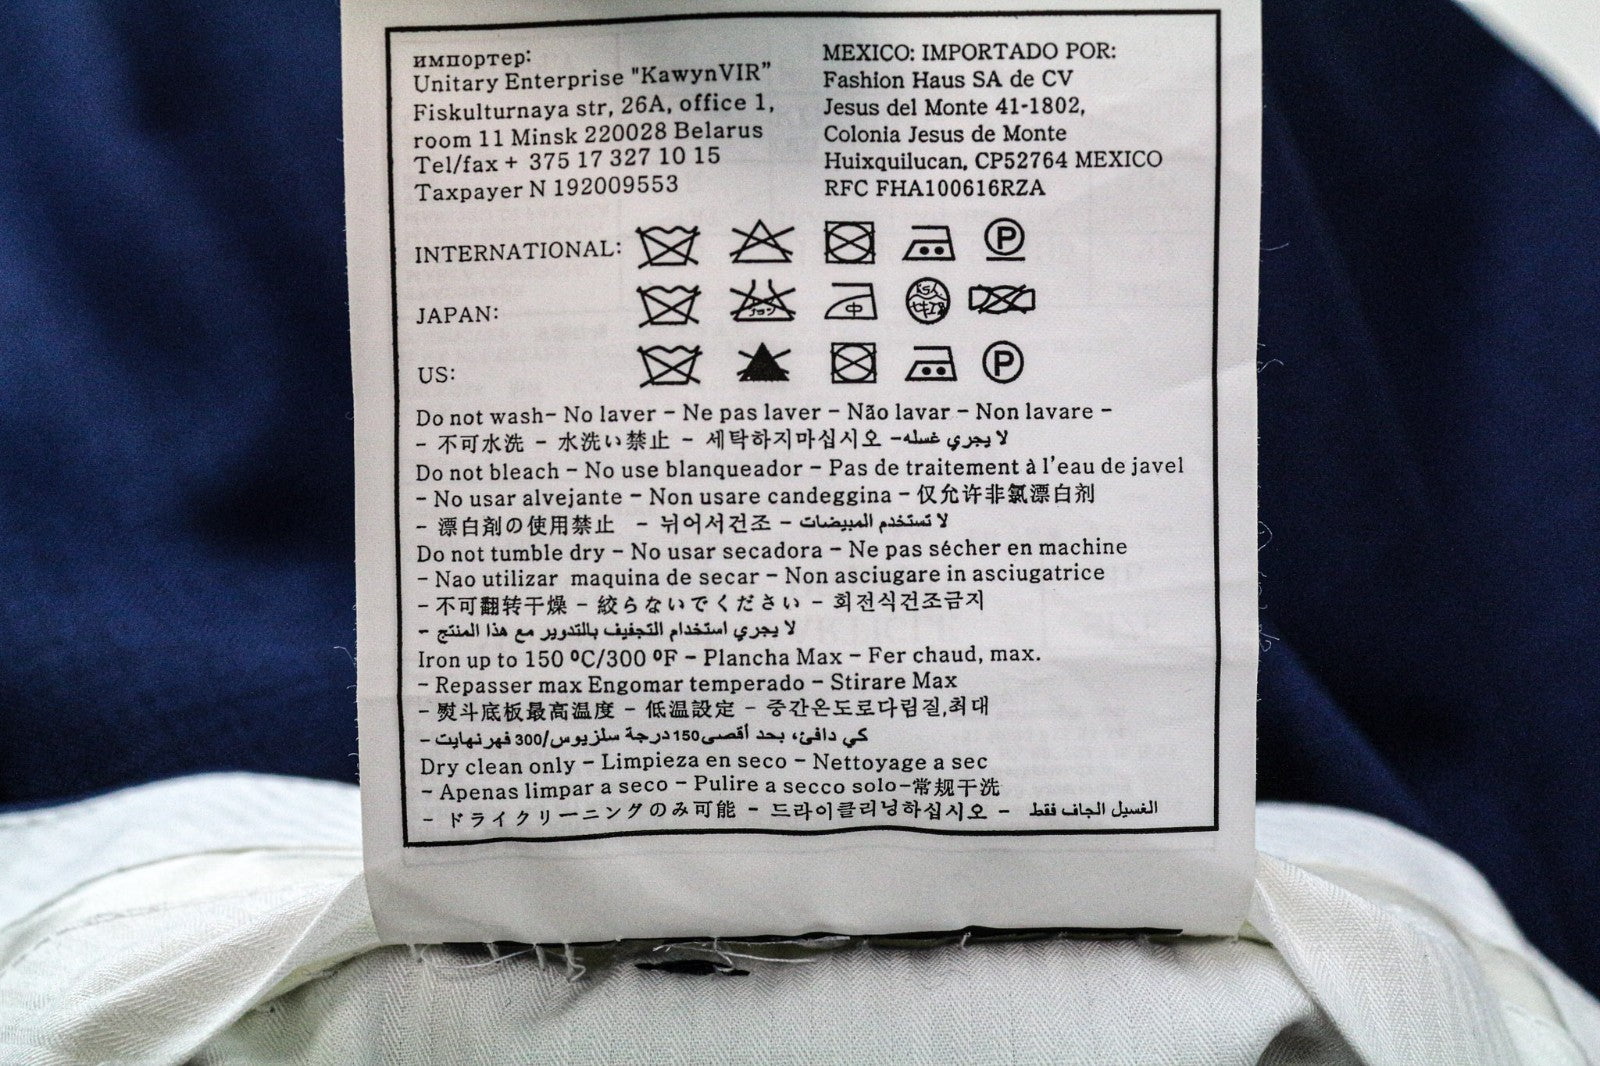 импортер:
Unitary Enterprise "KawynVIR"
Fiskulturnaya str, 26A, office 1,
room 11 Minsk 220028 Belarus
Tel/fax + 375 17 327 10 15
Taxpayer N 192009553
MEXICO: IMPORTADO POR:
Fashion Haus SA de CV
Jesus del Monte 41-1802,
Colonia Jesus de Monte
Huixquilucan, CP52764 MEXICO
RFC FHA100616RZA
INTERNATIONAL: P
JAPAN: 中
US: P
Do not wash- No laver - Ne pas laver - Não lavar - Non lavare -
- 不可水洗 - 水洗い禁止 - 세탁하지마십시오 -لا يجري غسله
Do not bleach - No use blanqueador - Pas de traitement à l'eau de javel
- No usar alvejante - Non usare candeggina - 仅允许非氯漂白剂
- 漂白剤の使用禁止 - 뉘어서건조 - لا تستخدم المبيضات
Do not tumble dry - No usar secadora - Ne pas sécher en machine
- Nao utilizar maquina de secar - Non asciugare in asciugatrice
- 不可翻转干燥 - 絞らないでください - 회전식건조금지
- لا يجري استخدام التجفيف بالتدوير مع هذا المنتج
Iron up to 150 ºC/300 ºF - Plancha Max - Fer chaud, max.
- Repasser max Engomar temperado - Stirare Max
- 熨斗底板最高温度 - 低温設定 - 중간온도로다림질,최대
- كي دافئ، بحد أقصى150درجة سلزيوس/300 فهرنهايت
Dry clean only - Limpieza en seco - Nettoyage a sec
- Apenas limpar a seco - Pulire a secco solo-常规干洗
- ドライクリーニングのみ可能 - 드라이클리닝하십시오 - الغسيل الجاف فقط